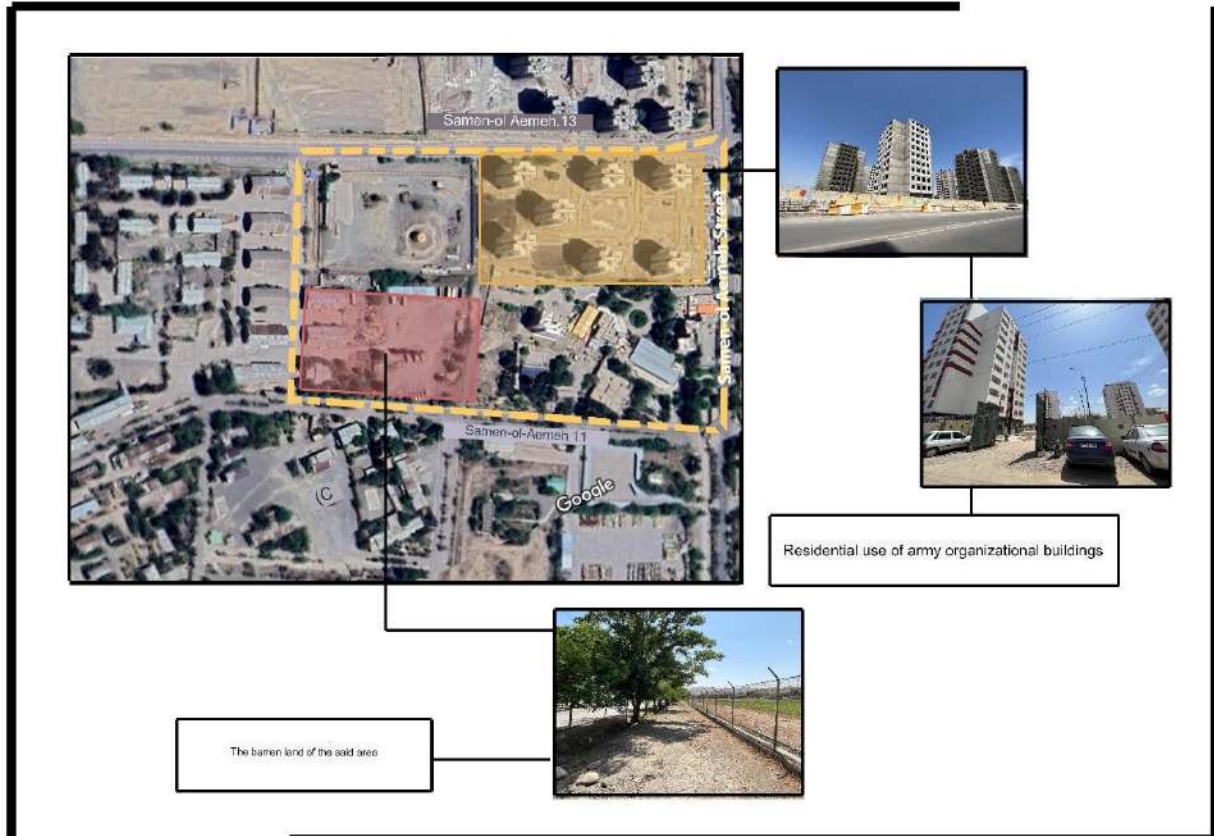 Samen-ol Aemeh.13
Samen-ol Aemeh Street
Samen-ol-Aemeh 11
(C
Google
Residential use of army organizational buildings
The barren land of the said area